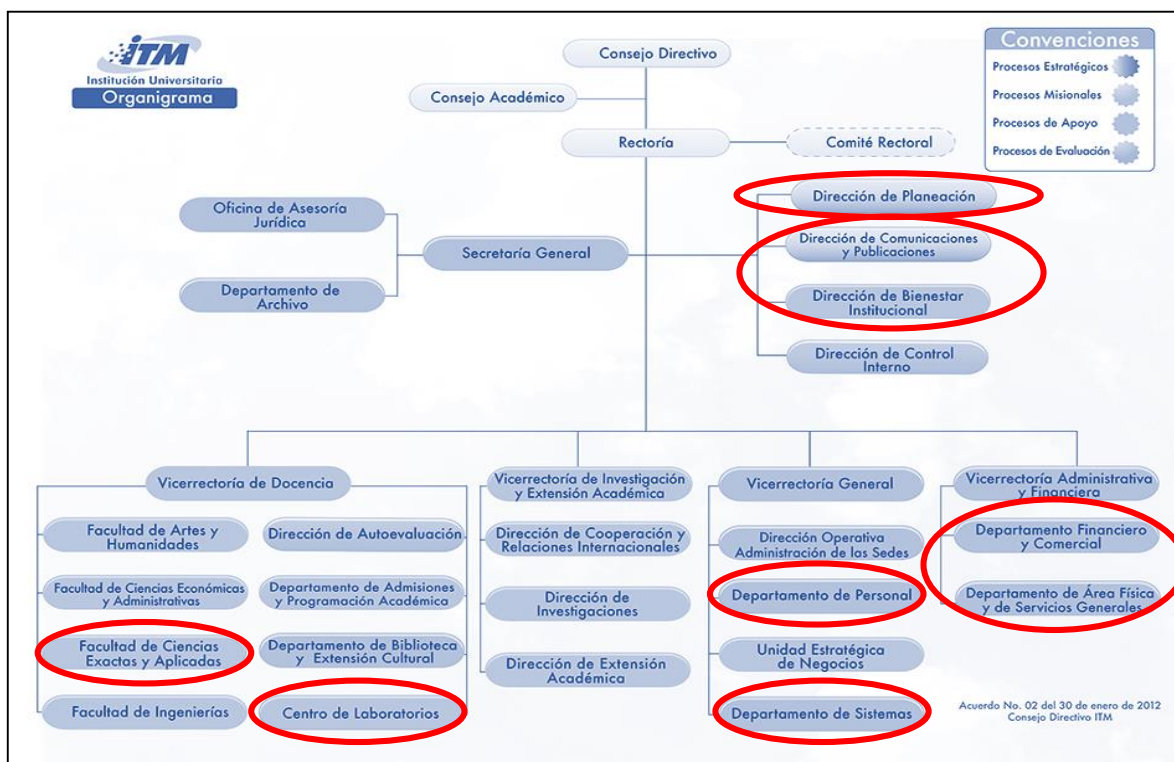 ITM
Institución Universitaria
Organigrama
Consejo Directivo
Consejo Académico
Rectoría
Comité Rectoral
Convenciones
Procesos Estratégicos
Procesos Misionales
Procesos de Apoyo
Procesos de Evaluación
Oficina de Asesoría
Jurídica
Secretaría General
Departamento de
Archivo
Dirección de Planeación
Dirección de Comunicaciones
y Publicaciones
Dirección de Bienestar
Institucional
Dirección de Control
Interno
Vicerrectoría de Docencia
Facultad de Artes y
Humanidades
Facultad de Ciencias Económicas
y Administrativas
Facultad de Ciencias
Exactas y Aplicadas
Facultad de Ingenierías
Dirección de Autoevaluación
Departamento de Admisiones
y Programación Académica
Departamento de Biblioteca
y Extensión Cultural
Centro de Laboratorios
Vicerrectoría de Investigación
y Extensión Académica
Dirección de Cooperación y
Relaciones Internacionales
Dirección de
Investigaciones
Dirección de Extensión
Académica
Vicerrectoría General
Dirección Operativa
Administración de las Sedes
Departamento de Personal
Unidad Estratégica
de Negocios
Departamento de Sistemas
Vicerrectoría Administrativa
y Financiera
Departamento Financiero
y Comercial
Departamento de Área Física
y de Servicios Generales
Acuerdo No. 02 del 30 de enero de 2012
Consejo Directivo ITM